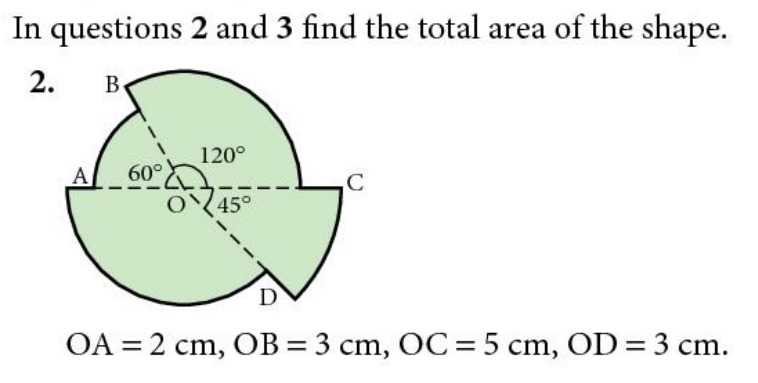 In questions 2 and 3 find the total area of the shape.
2.
B
120°
A
60°
C
O
45°
D
OA = 2 cm, OB = 3 cm, OC = 5 cm, OD = 3 cm.